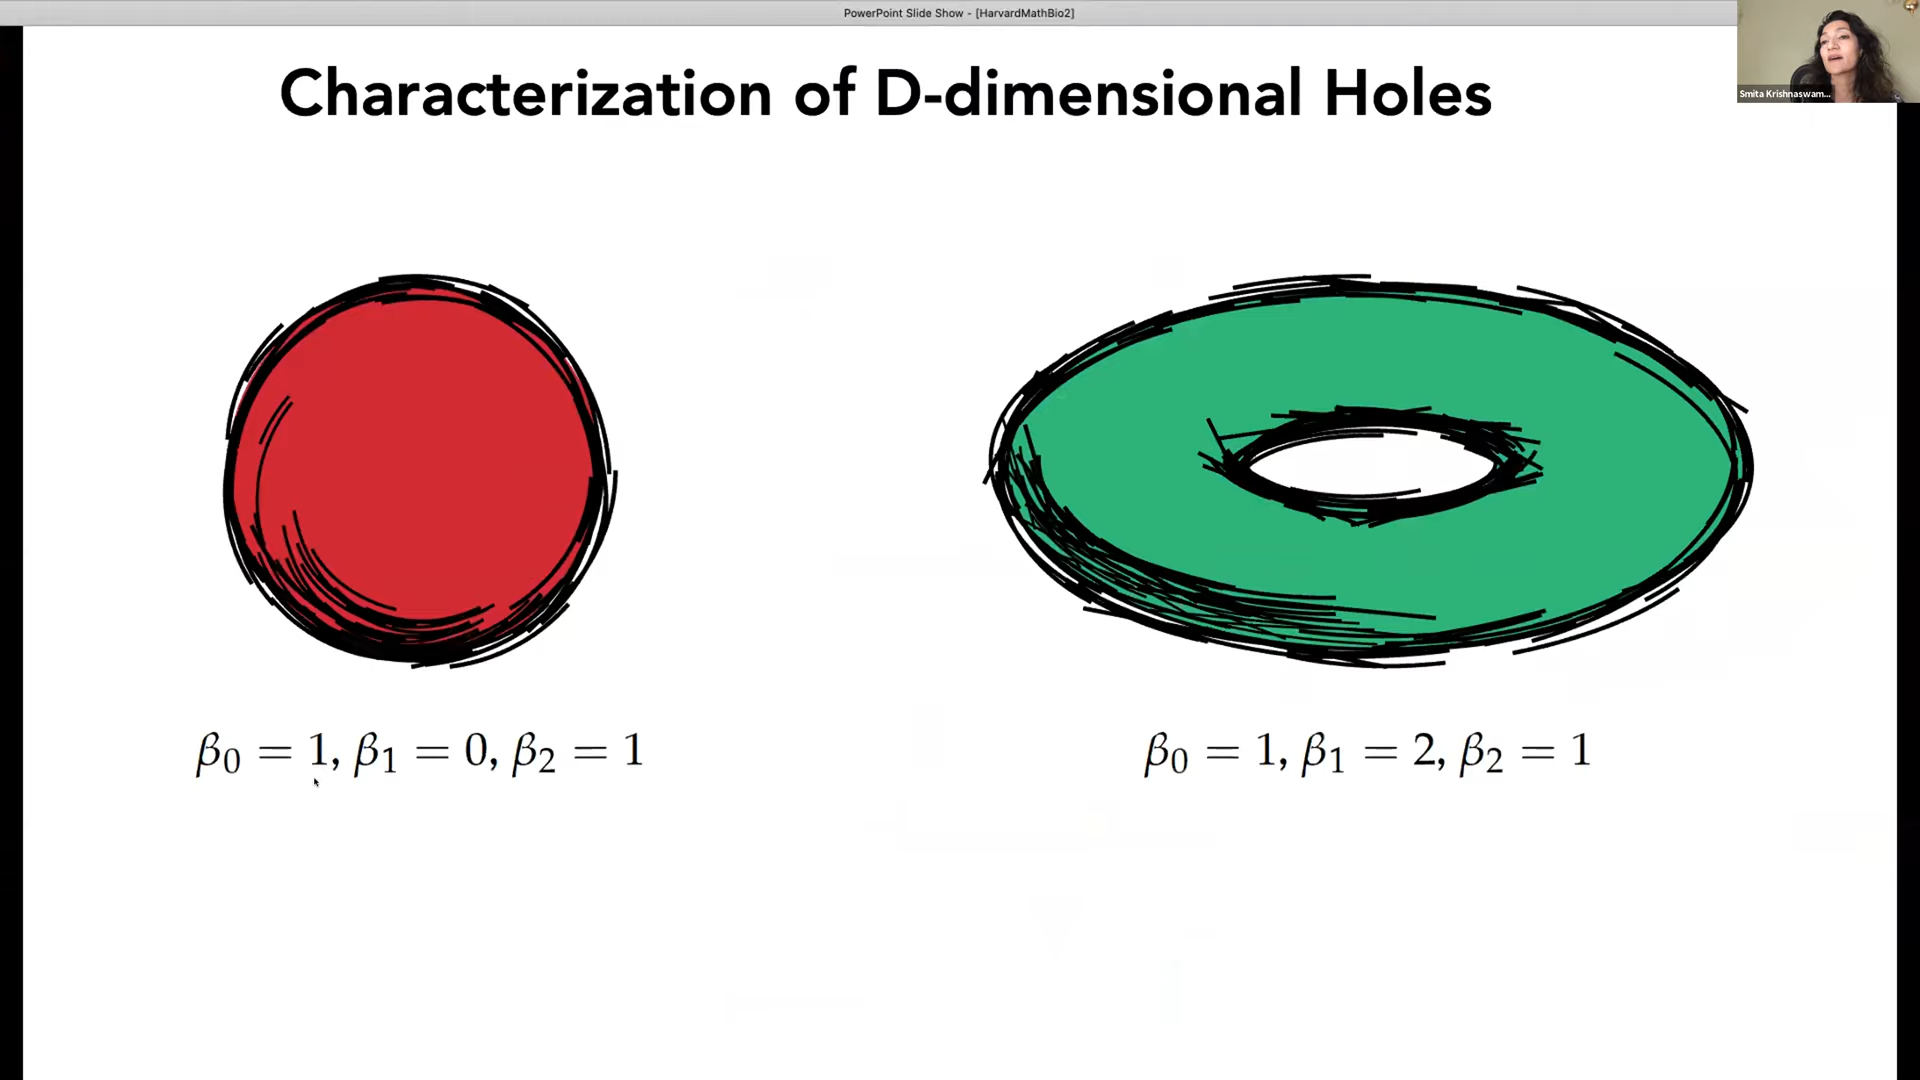 PowerPoint Slide Show - [HarvardMathBio2]
Smita Krishnaswam...
Characterization of D-dimensional Holes
β₀ = 1, β₁ = 0, β₂ = 1
β₀ = 1, β₁ = 2, β₂ = 1